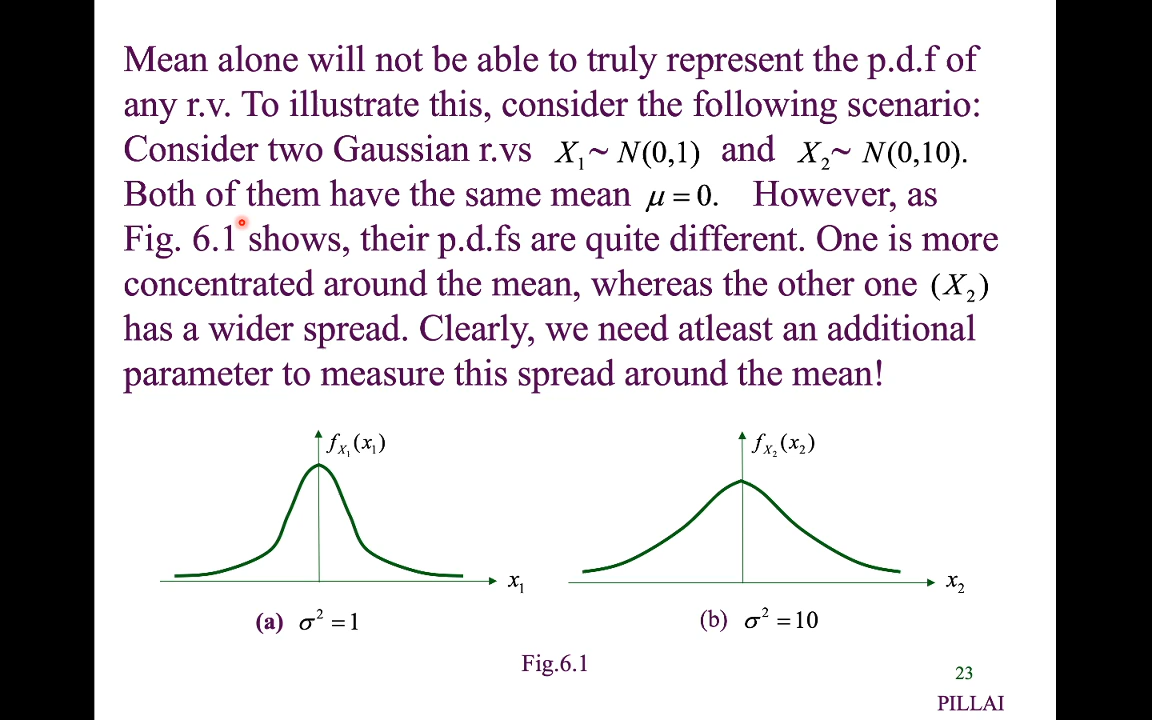 Mean alone will not be able to truly represent the p.d.f of
any r.v. To illustrate this, consider the following scenario:
Consider two Gaussian r.vs X₁~ N(0,1) and X₂~ N(0,10).
Both of them have the same mean μ = 0. However, as
Fig. 6.1 shows, their p.d.fs are quite different. One is more
concentrated around the mean, whereas the other one (X₂)
has a wider spread. Clearly, we need atleast an additional
parameter to measure this spread around the mean!
f_X₁(x₁)
x₁
(a) σ² = 1
f_X₂(x₂)
x₂
(b) σ² = 10
Fig.6.1
23
PILLAI